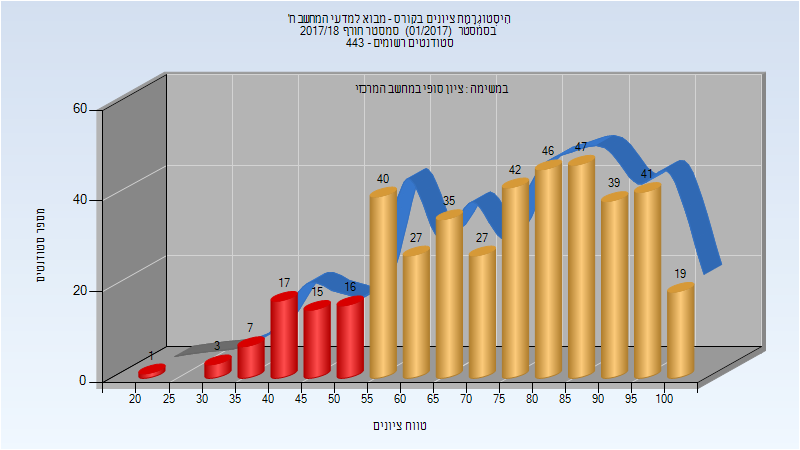 היסטוגרמת ציונים בקורס - מבוא למדעי המחשב ח'
בסמסטר (01/2017) סמסטר חורף 2017/18
סטודנטים רשומים - 443
במשימה : ציון סופי במחשב המרכזי
מספר סטודנטים
60
40
20
0
1
3
7
17
15
16
40
27
35
27
42
46
47
39
41
19
20 25 30 35 40 45 50 55 60 65 70 75 80 85 90 95 100
טווח ציונים